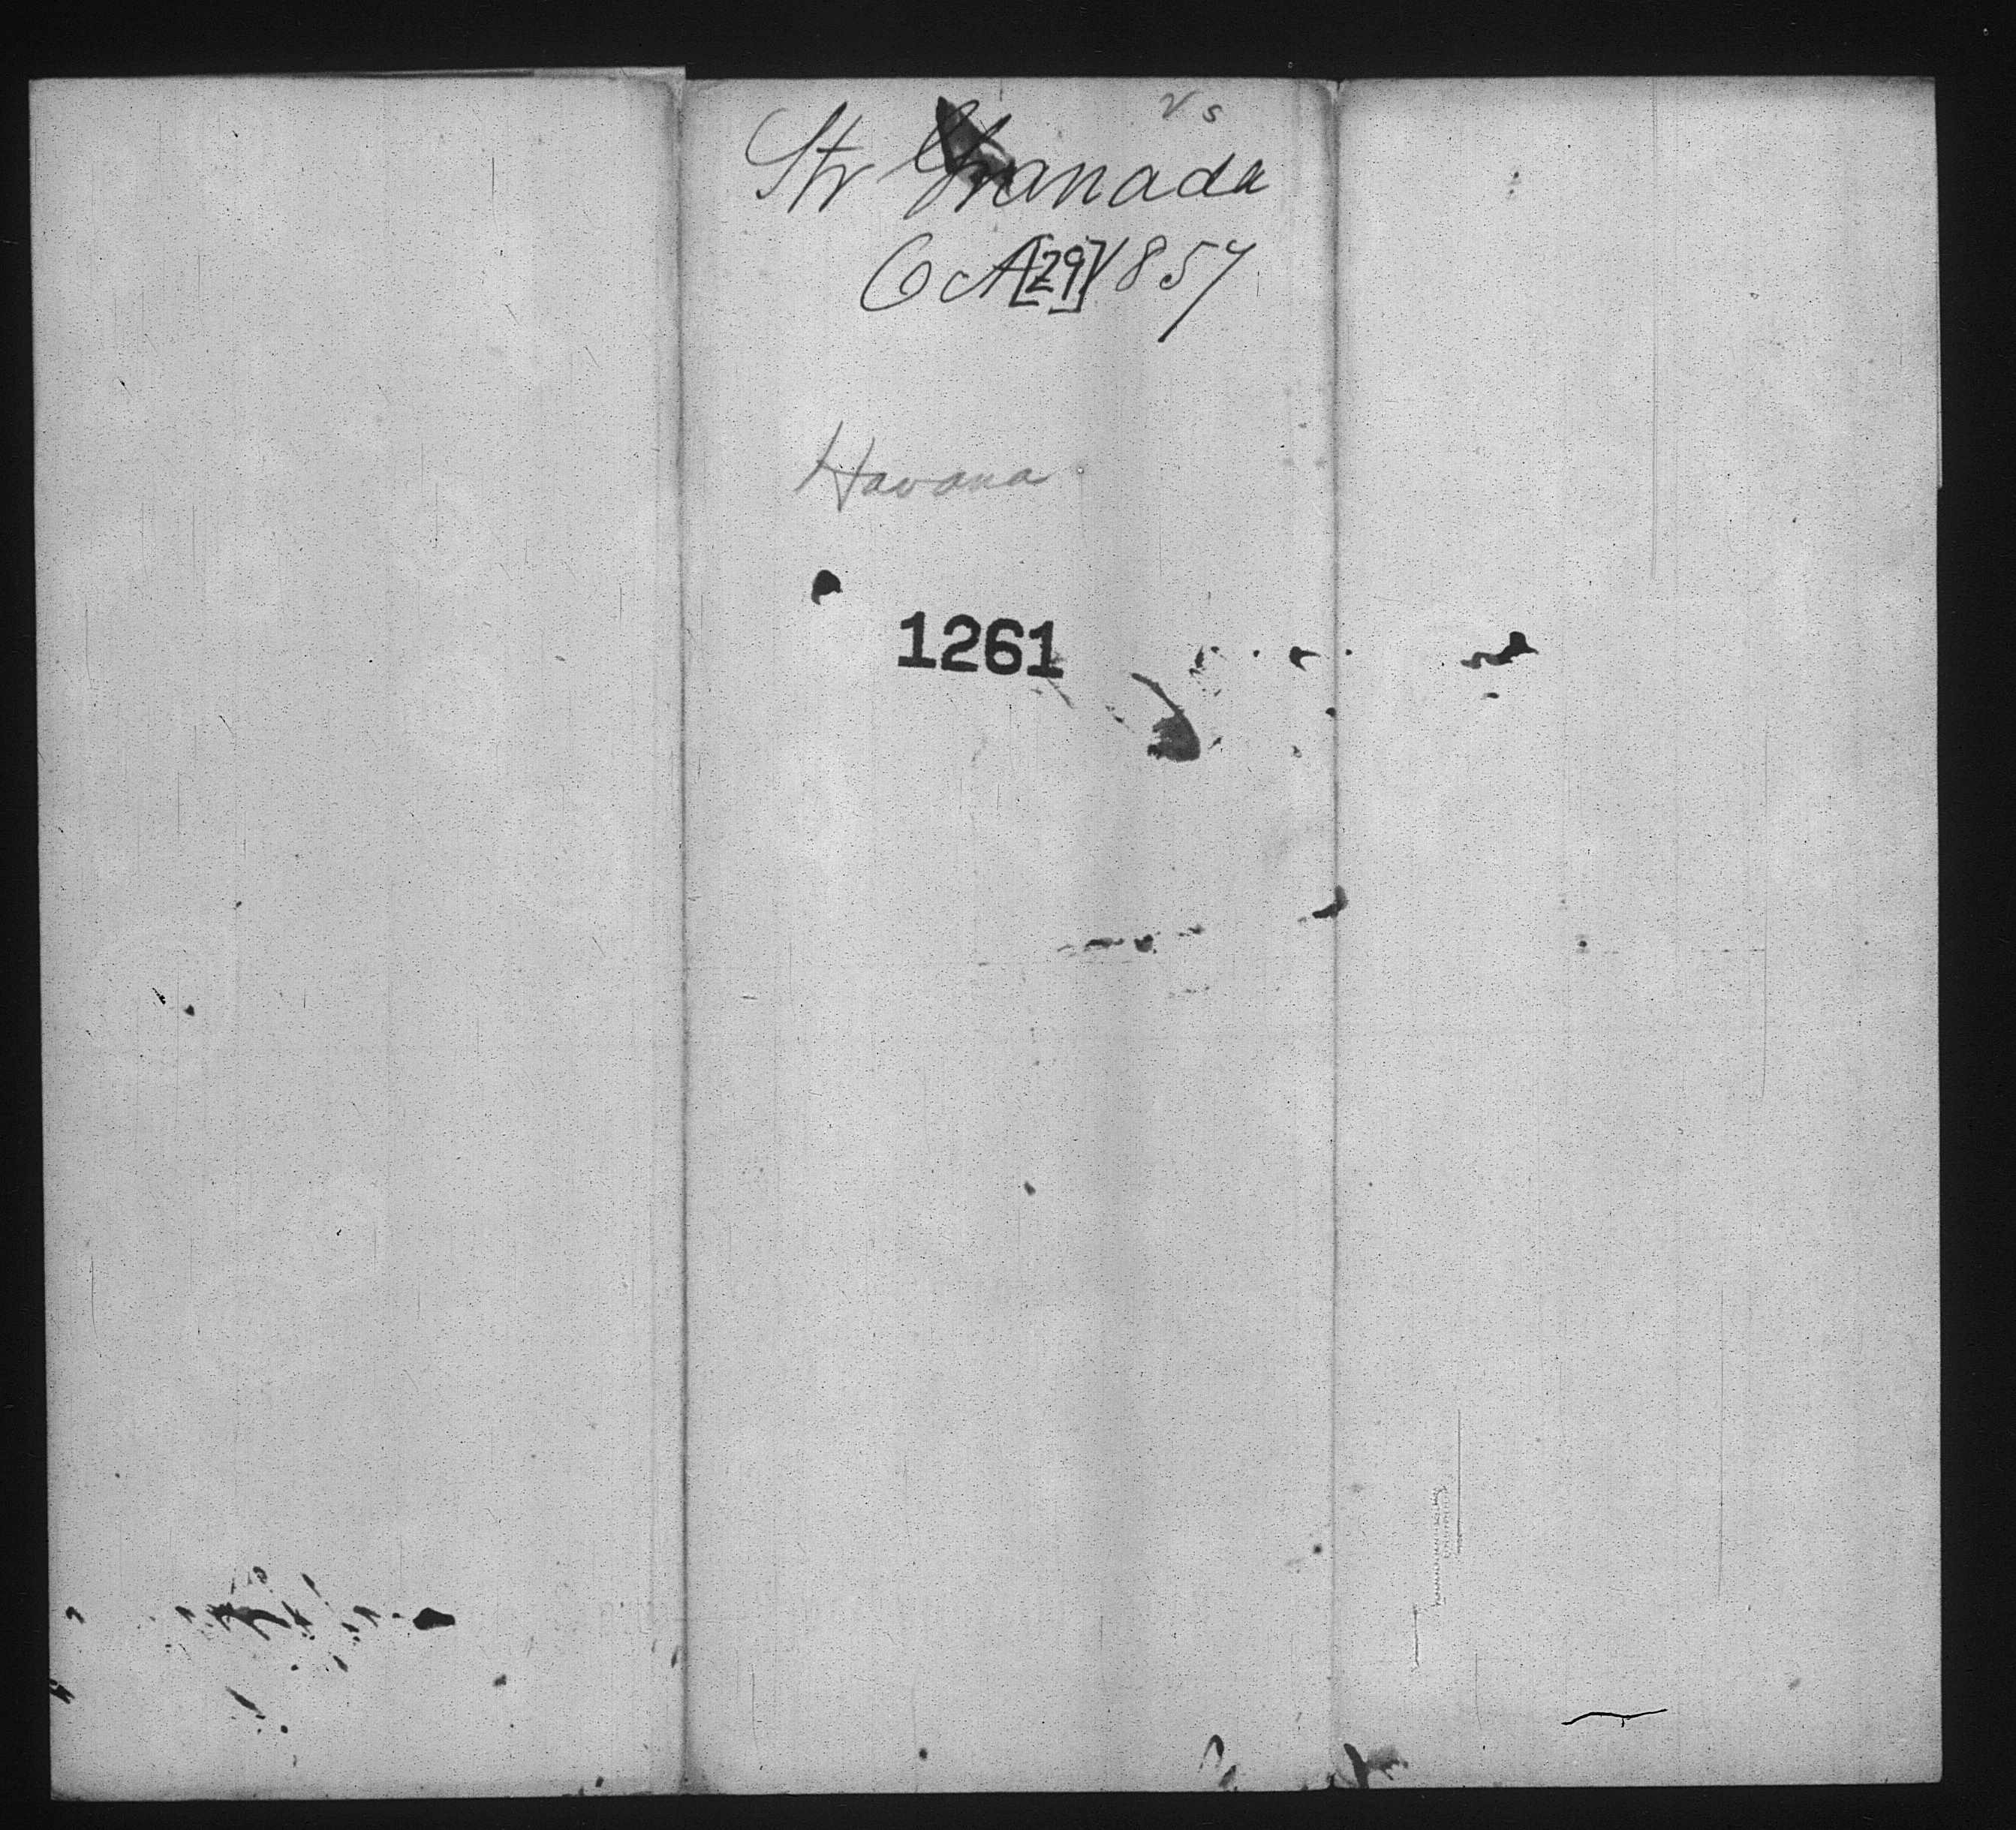 vs
Str Granada
Oct [29] 1857
Havana
1261